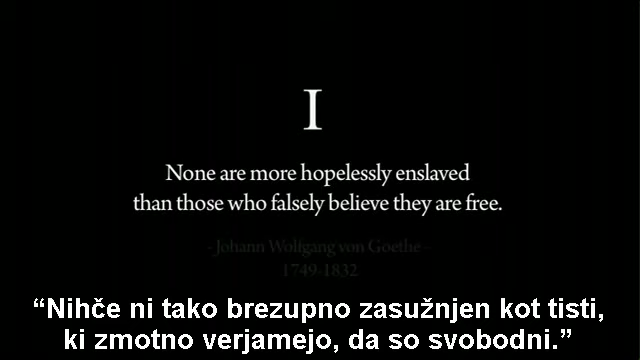 I
None are more hopelessly enslaved
than those who falsely believe they are free.
- Johann Wolfgang von Goethe -
1749-1832
“Nihče ni tako brezupno zasužnjen kot tisti,
ki zmotno verjamejo, da so svobodni.”